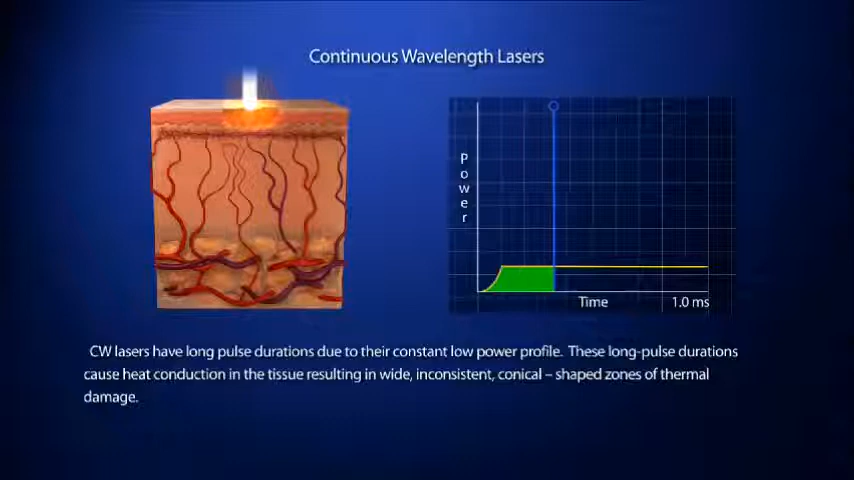 Continuous Wavelength Lasers
Power
Time
1.0 ms
CW lasers have long pulse durations due to their constant low power profile. These long-pulse durations
cause heat conduction in the tissue resulting in wide, inconsistent, conical – shaped zones of thermal
damage.